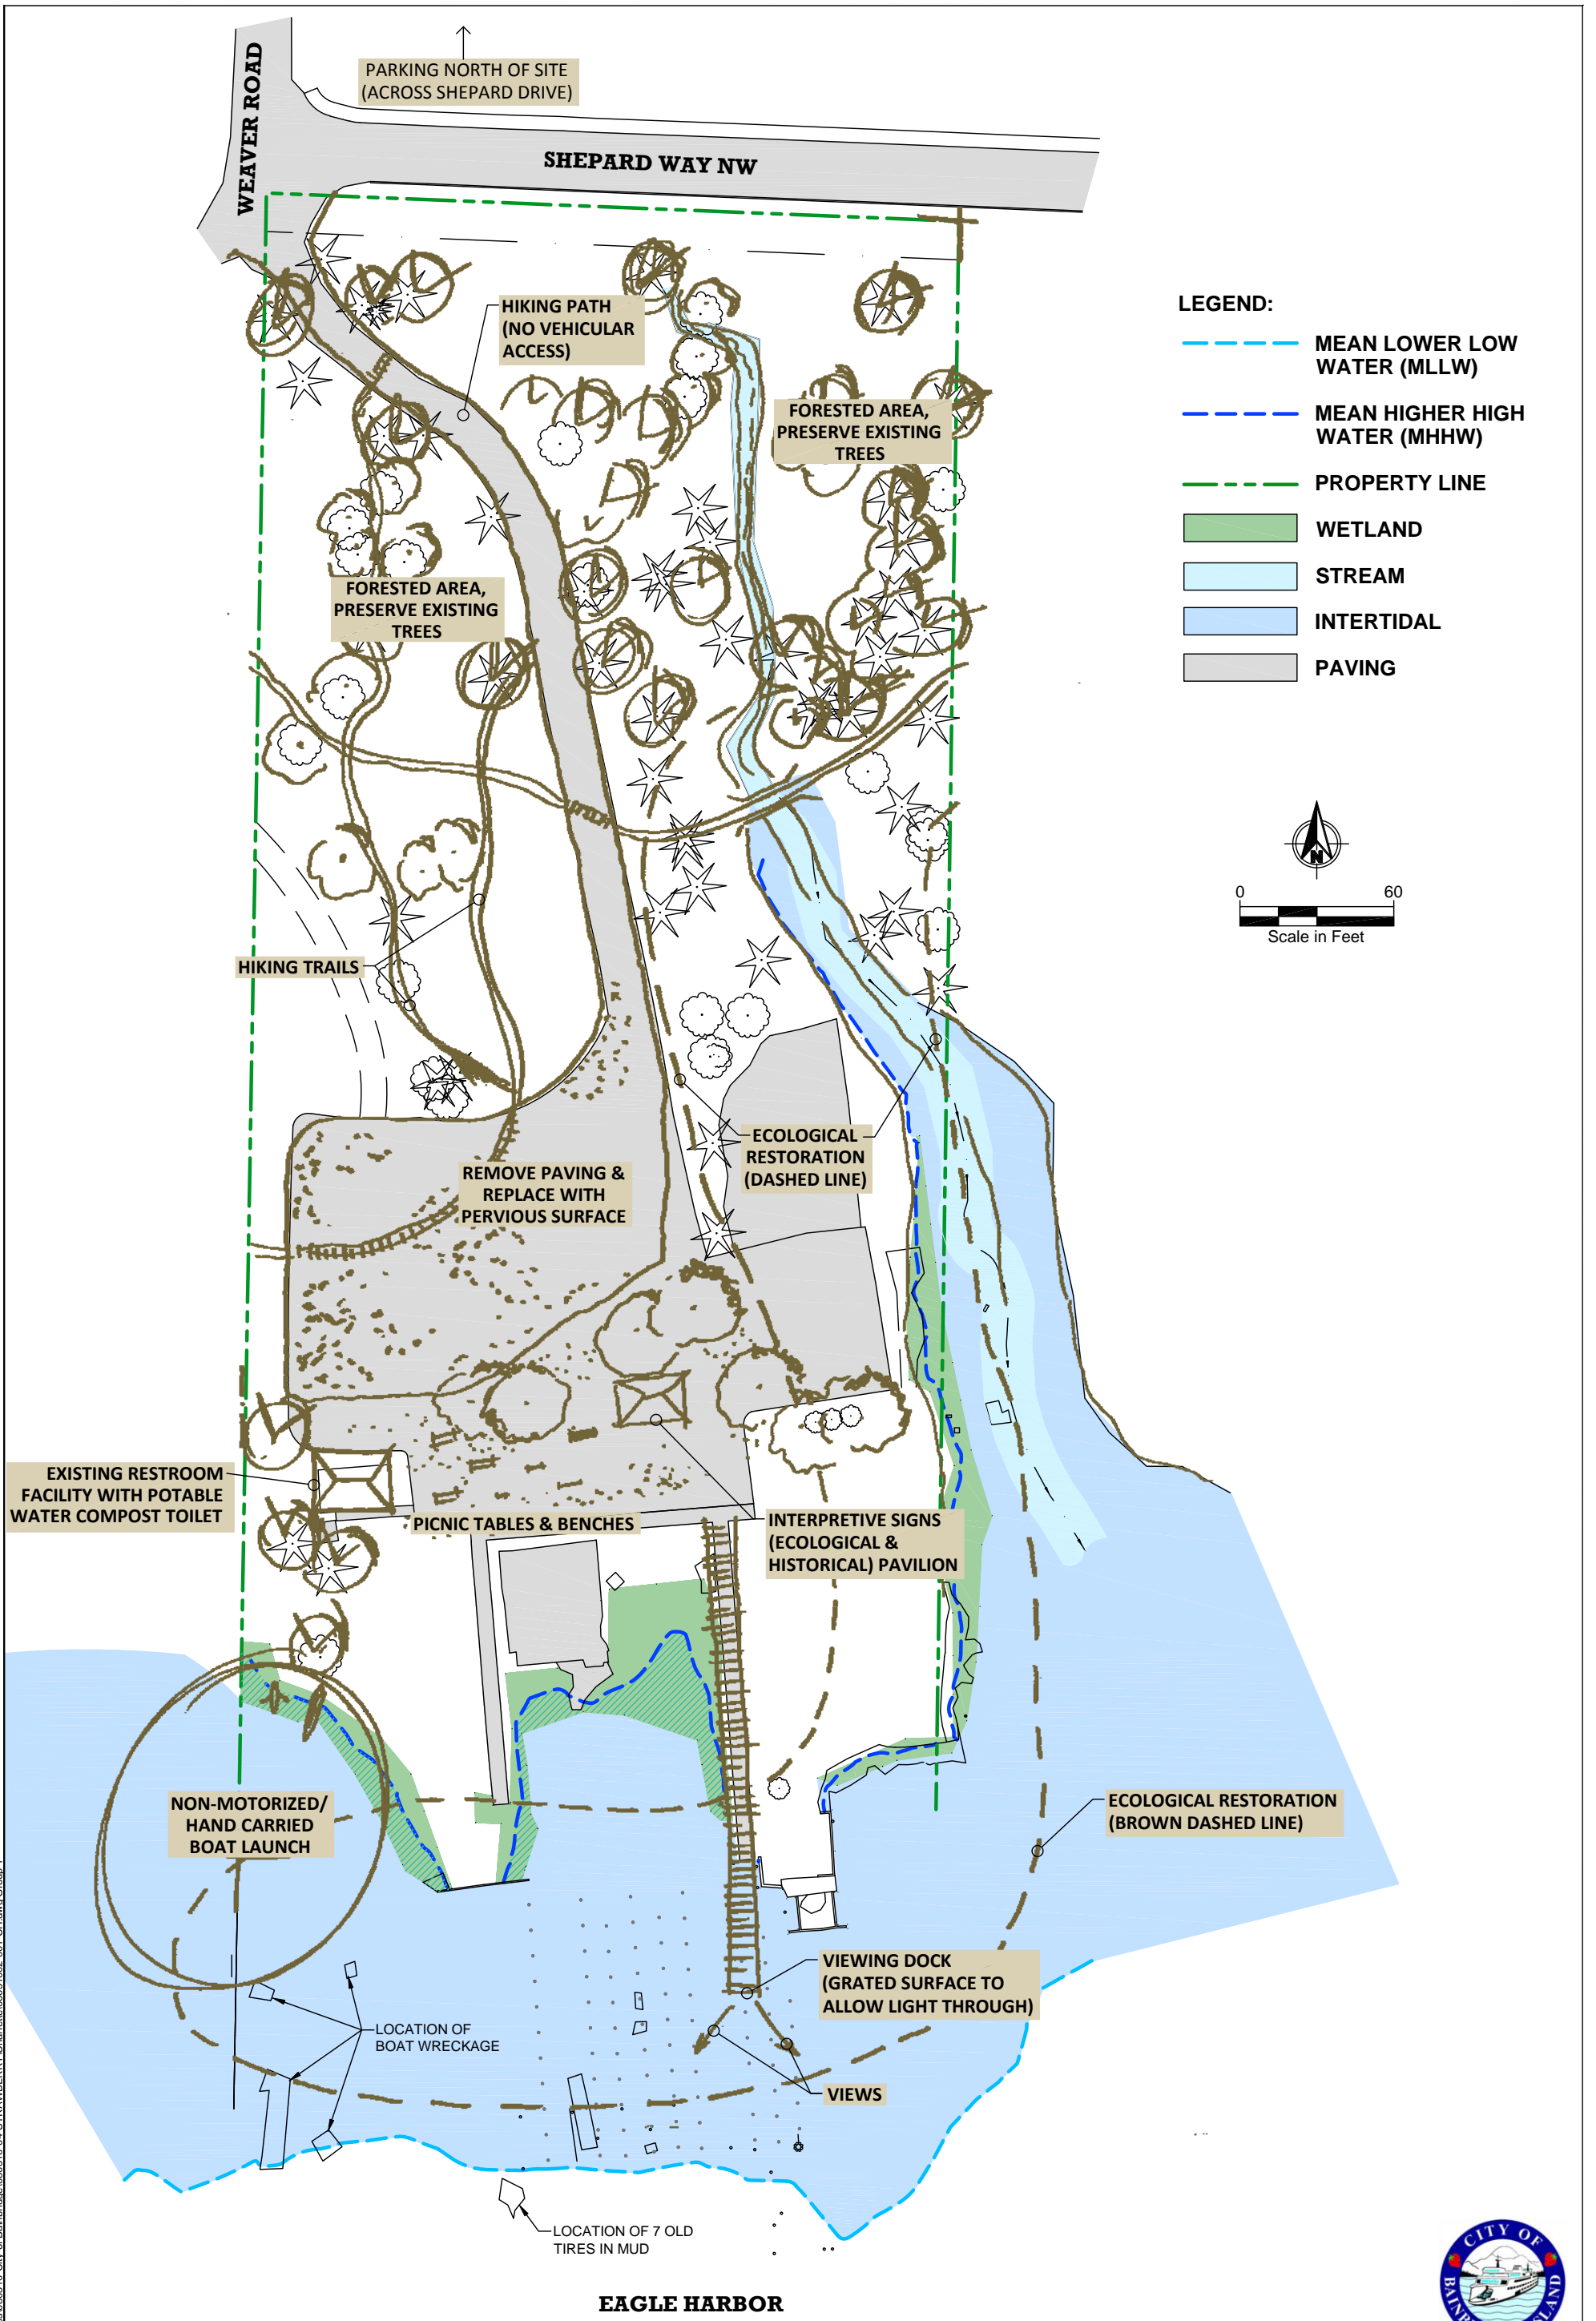 WEAVER ROAD
PARKING NORTH OF SITE
(ACROSS SHEPARD DRIVE)
SHEPARD WAY NW
HIKING PATH
(NO VEHICULAR
ACCESS)
FORESTED AREA,
PRESERVE EXISTING
TREES
LEGEND:
MEAN LOWER LOW
WATER (MLLW)
MEAN HIGHER HIGH
WATER (MHHW)
PROPERTY LINE
WETLAND
STREAM
INTERTIDAL
PAVING
FORESTED AREA,
PRESERVE EXISTING
TREES
N
0 60
Scale in Feet
HIKING TRAILS
ECOLOGICAL
RESTORATION
(DASHED LINE)
REMOVE PAVING &
REPLACE WITH
PERVIOUS SURFACE
EXISTING RESTROOM
FACILITY WITH POTABLE
WATER COMPOST TOILET
PICNIC TABLES & BENCHES
INTERPRETIVE SIGNS
(ECOLOGICAL &
HISTORICAL) PAVILION
NON-MOTORIZED/
HAND CARRIED
BOAT LAUNCH
ECOLOGICAL RESTORATION
(BROWN DASHED LINE)
VIEWING DOCK
(GRATED SURFACE TO
ALLOW LIGHT THROUGH)
LOCATION OF
BOAT WRECKAGE
VIEWS
LOCATION OF 7 OLD
TIRES IN MUD
EAGLE HARBOR
CITY OF